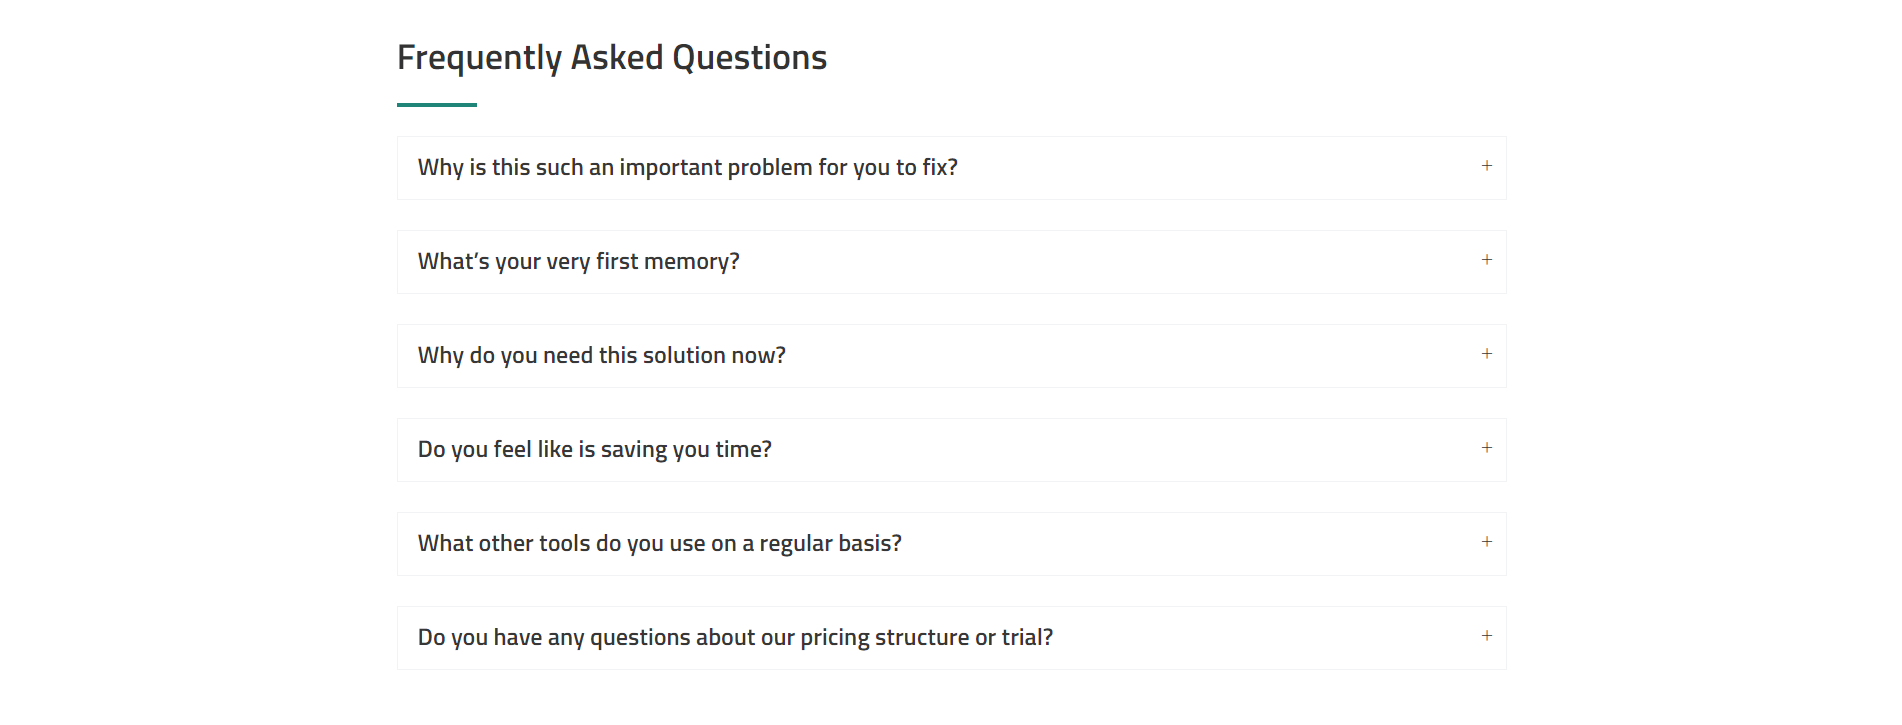 Frequently Asked Questions
Why is this such an important problem for you to fix? +
What’s your very first memory? +
Why do you need this solution now? +
Do you feel like is saving you time? +
What other tools do you use on a regular basis? +
Do you have any questions about our pricing structure or trial? +